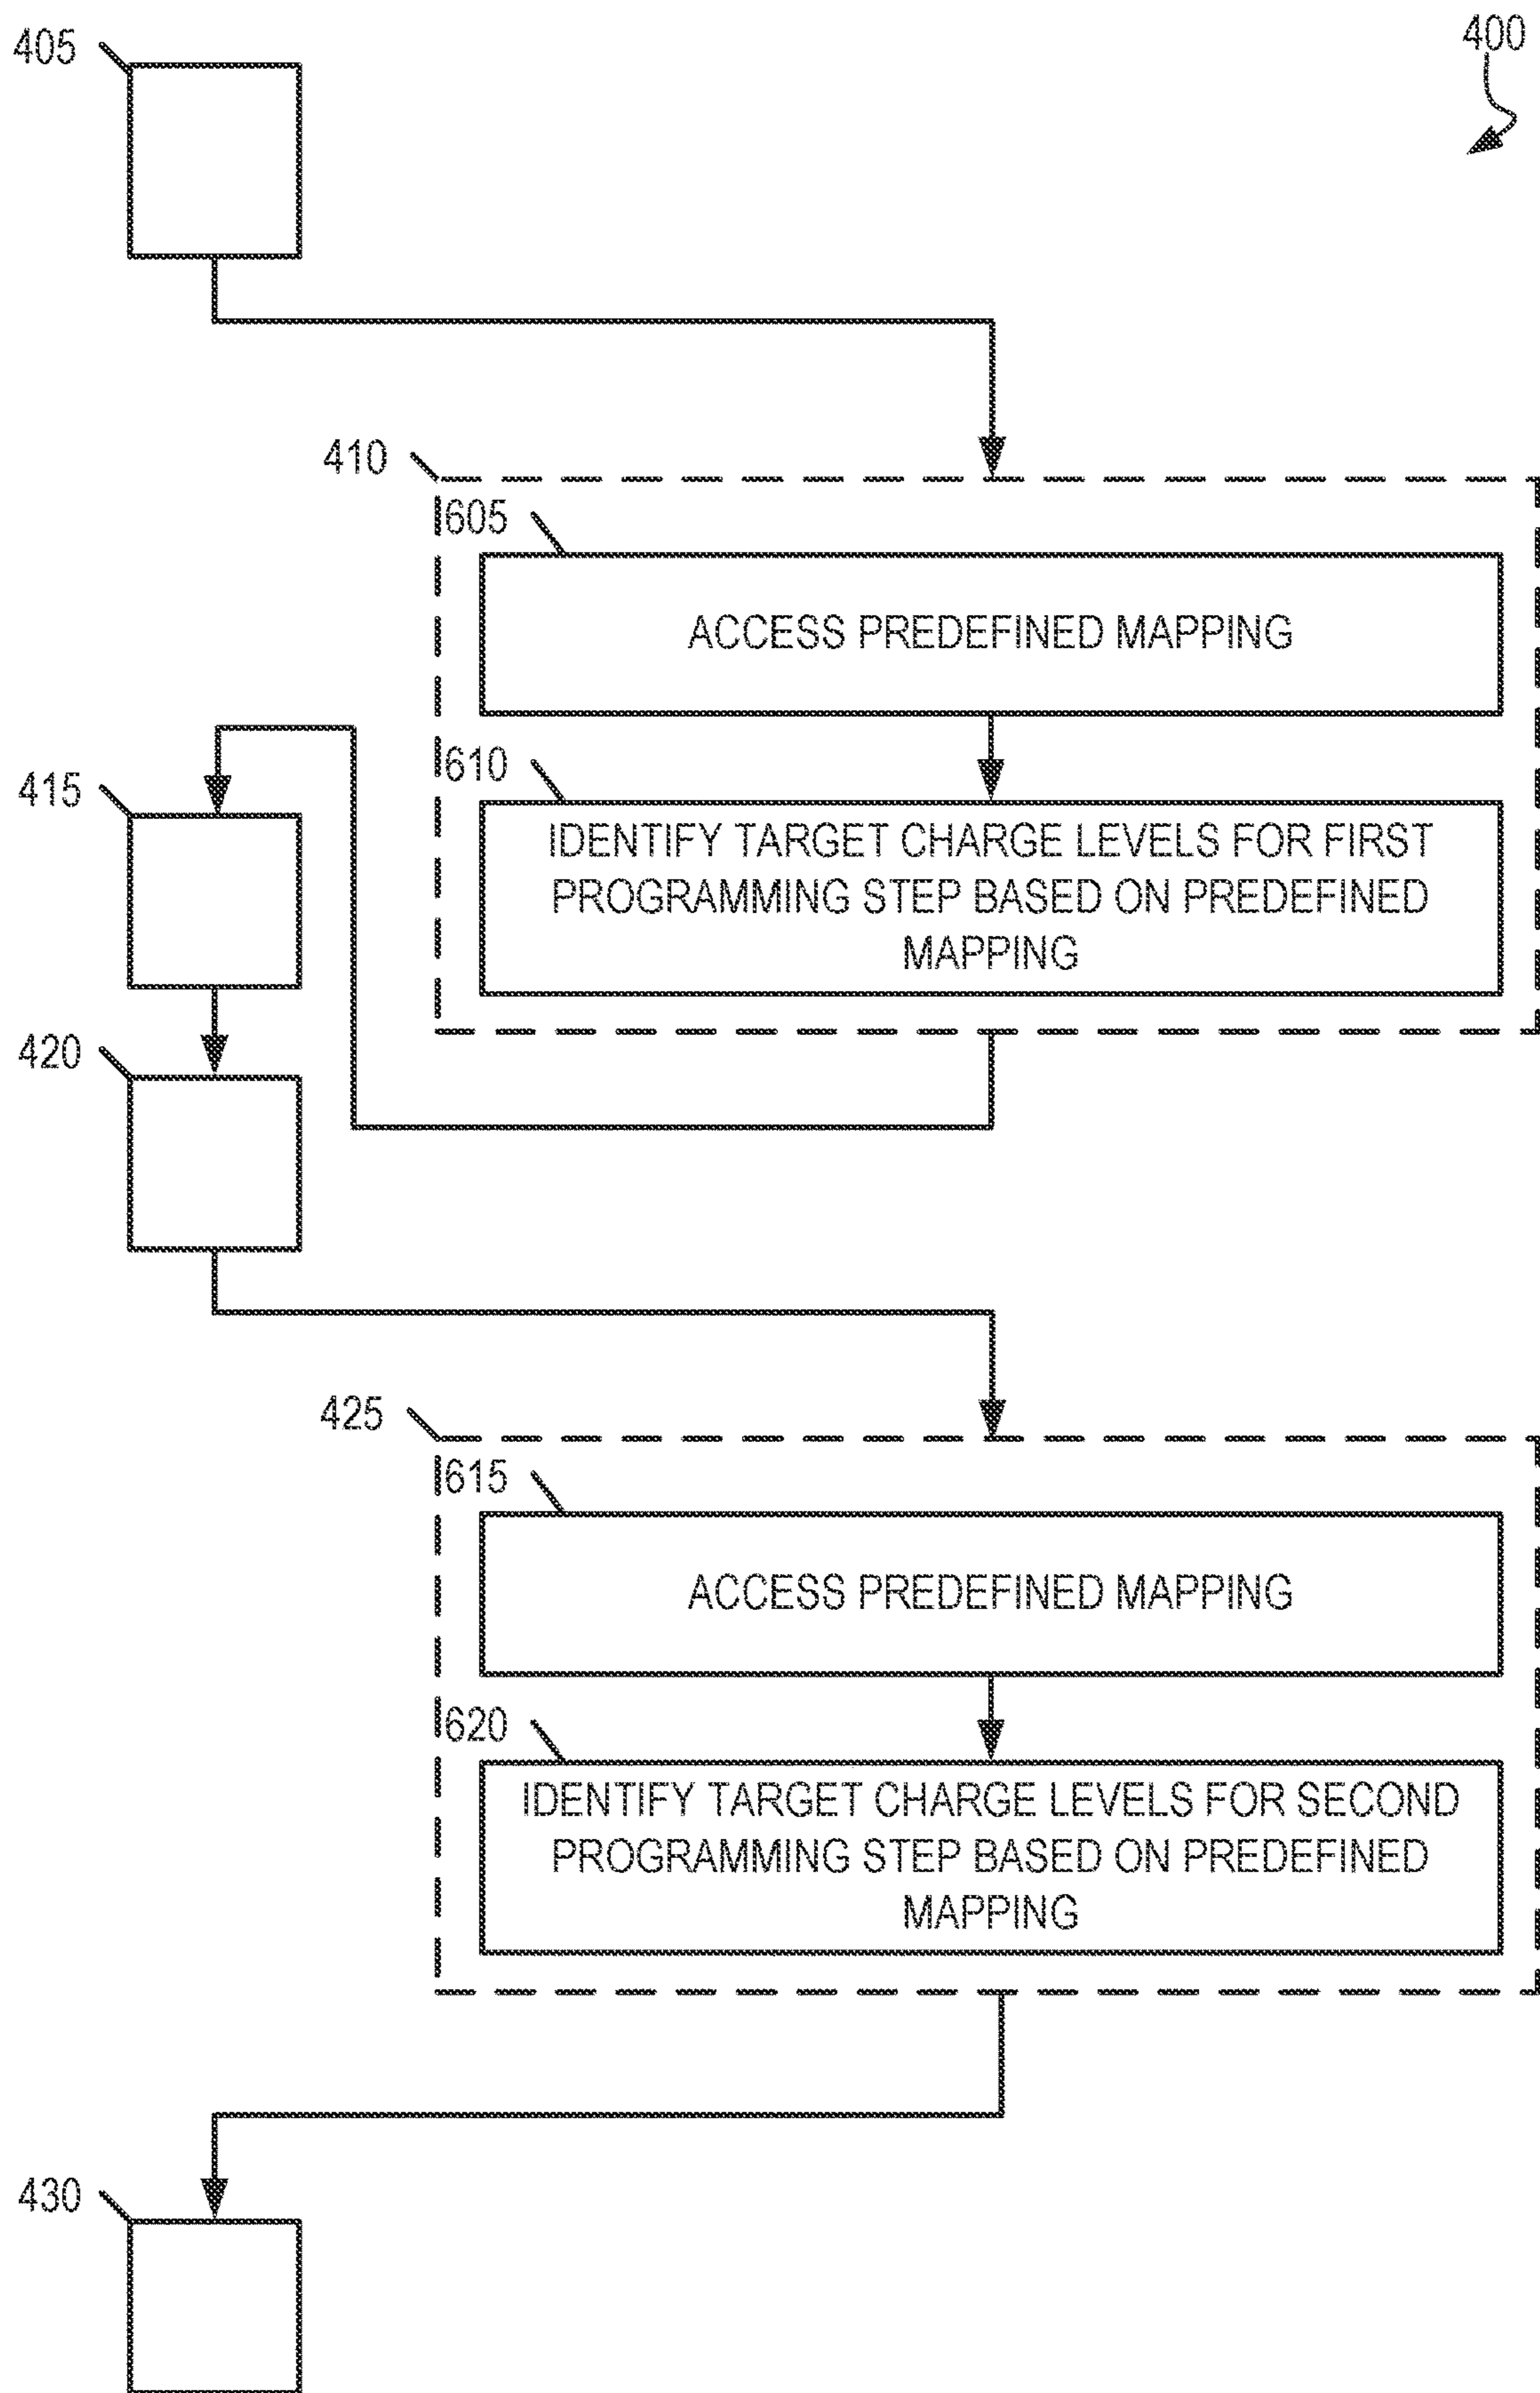 405
400
410
605
ACCESS PREDEFINED MAPPING
610
IDENTIFY TARGET CHARGE LEVELS FOR FIRST
PROGRAMMING STEP BASED ON PREDEFINED
MAPPING
415
420
425
615
ACCESS PREDEFINED MAPPING
620
IDENTIFY TARGET CHARGE LEVELS FOR SECOND
PROGRAMMING STEP BASED ON PREDEFINED
MAPPING
430